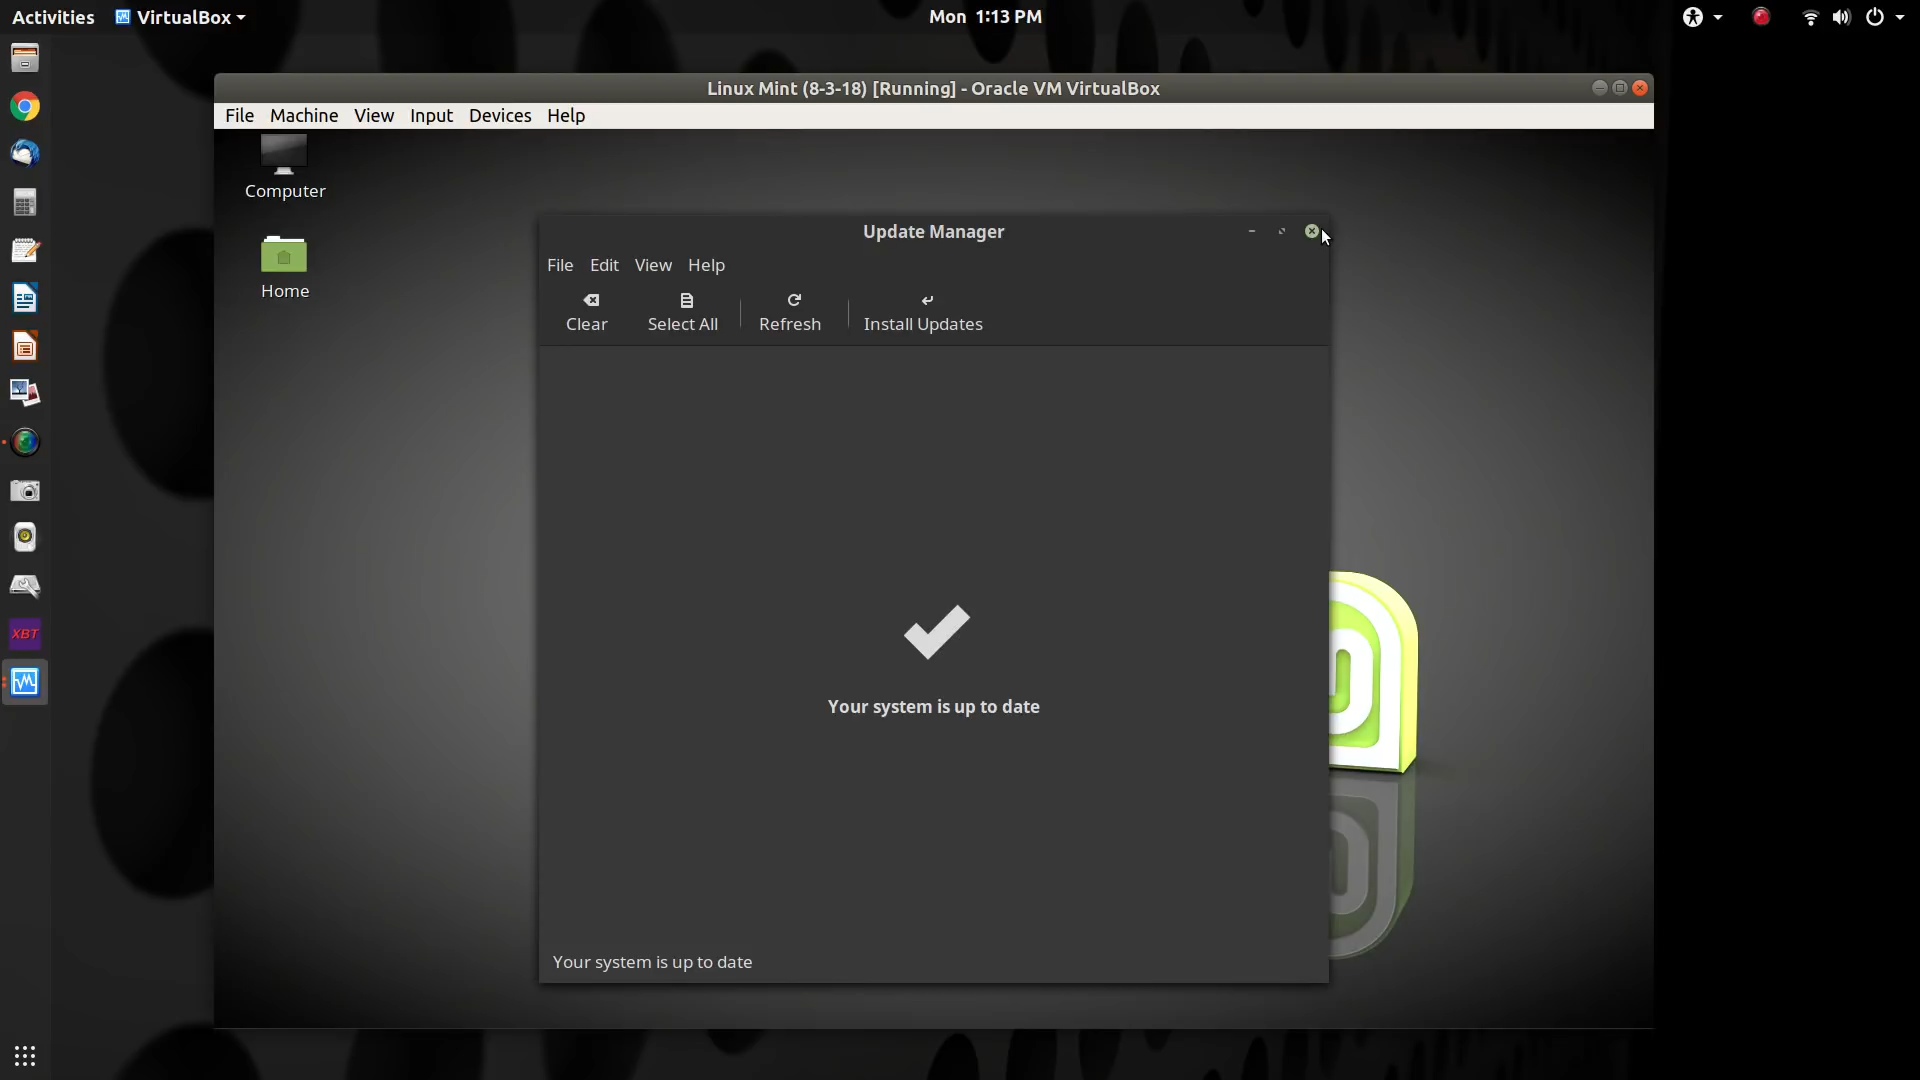 Activities VirtualBox Mon 1:13 PM
Linux Mint (8-3-18) [Running] - Oracle VM VirtualBox
File Machine View Input Devices Help
Computer
Home
Update Manager
File Edit View Help
Clear Select All Refresh Install Updates
Your system is up to date
Your system is up to date
XBT